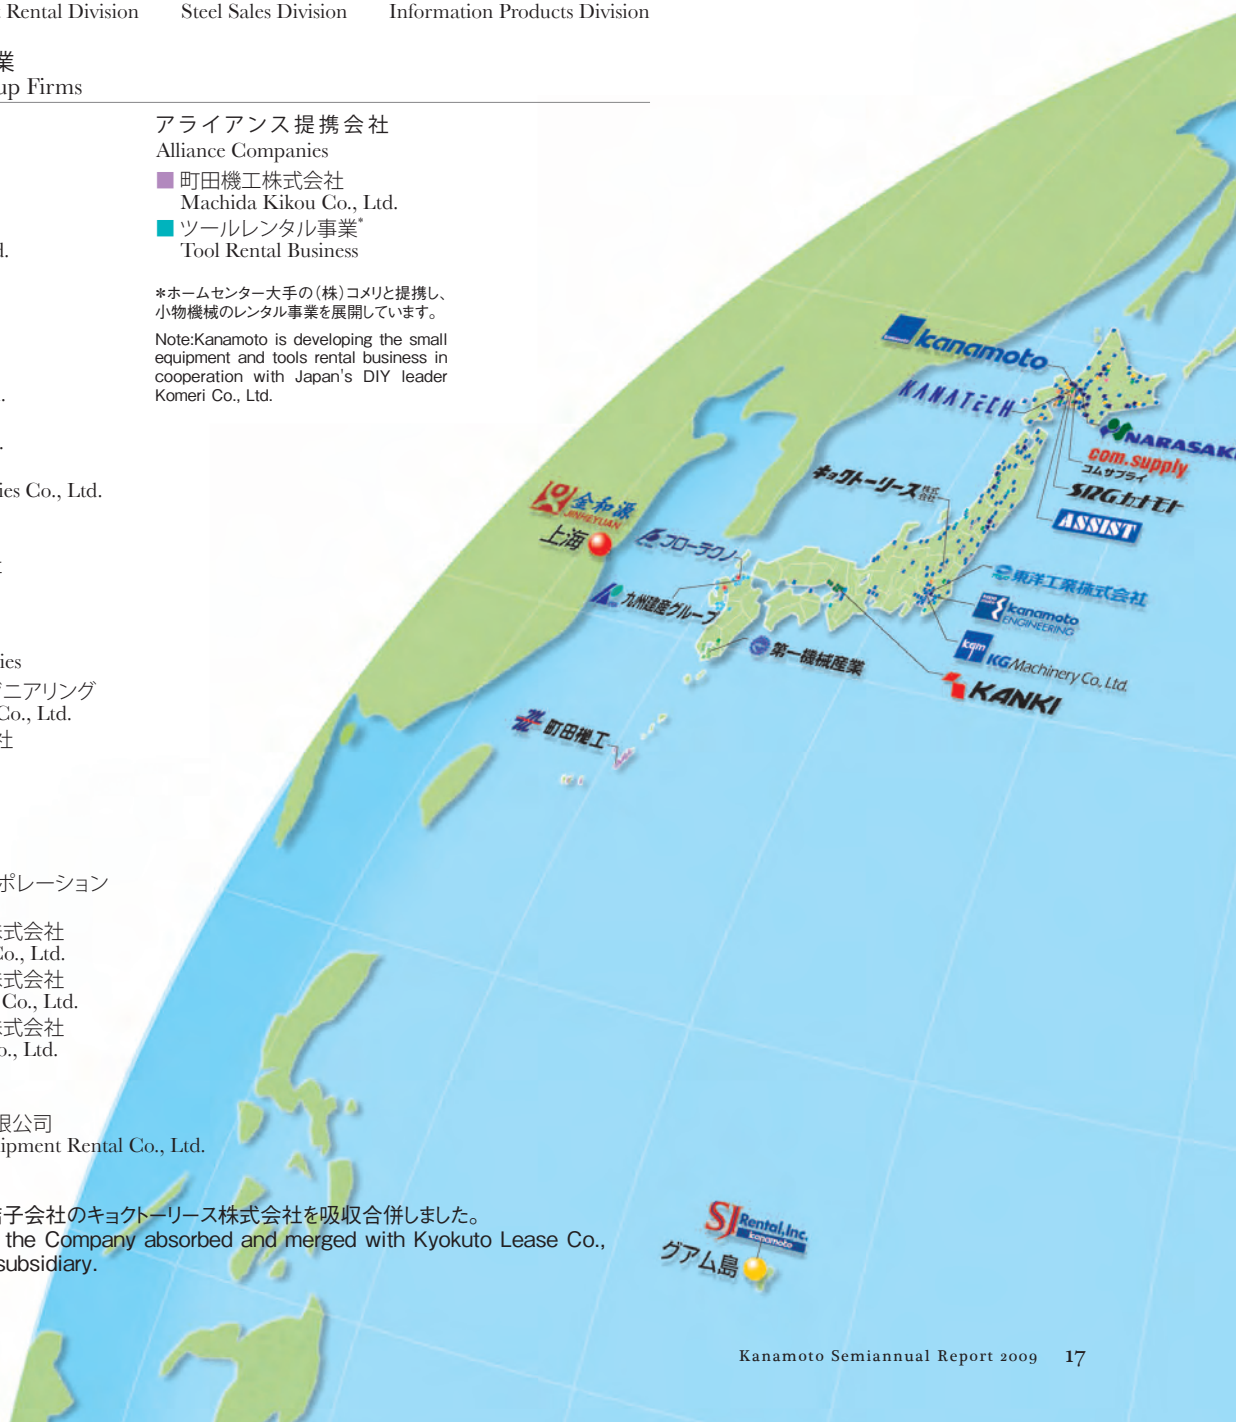 Rental Division Steel Sales Division Information Products Division
業
up Firms
アライアンス提携会社
Alliance Companies
町田機工株式会社
Machida Kikou Co., Ltd.
ツールレンタル事業*
Tool Rental Business
*ホームセンター大手の(株)コメリと提携し、
小物機械のレンタル事業を展開しています。
Note:Kanamoto is developing the small
equipment and tools rental business in
cooperation with Japan's DIY leader
Komeri Co., Ltd.
d.
ies Co., Ltd.
ies
ニアリング
Co., Ltd.
社
ポレーション
株式会社
Co., Ltd.
株式会社
Co., Ltd.
株式会社
o., Ltd.
限公司
ipment Rental Co., Ltd.
子会社のキョクトーリース株式会社を吸収合併しました。
the Company absorbed and merged with Kyokuto Lease Co.,
subsidiary.
kanamoto
KANATECH
NARASAKI
com.supply
コムサプライ
SRGカナモト
ASSIST
キョクトーリース株式会社
金和源
JINHEYUAN
上海
フローテクノ
九州建産グループ
第一機械産業
東洋工業株式会社
kanamoto
ENGINEERING
kgm
KG Machinery Co., Ltd.
KANKI
町田機工
SJ Rental, Inc.
kanamoto
グアム島
Kanamoto Semiannual Report 2009 17